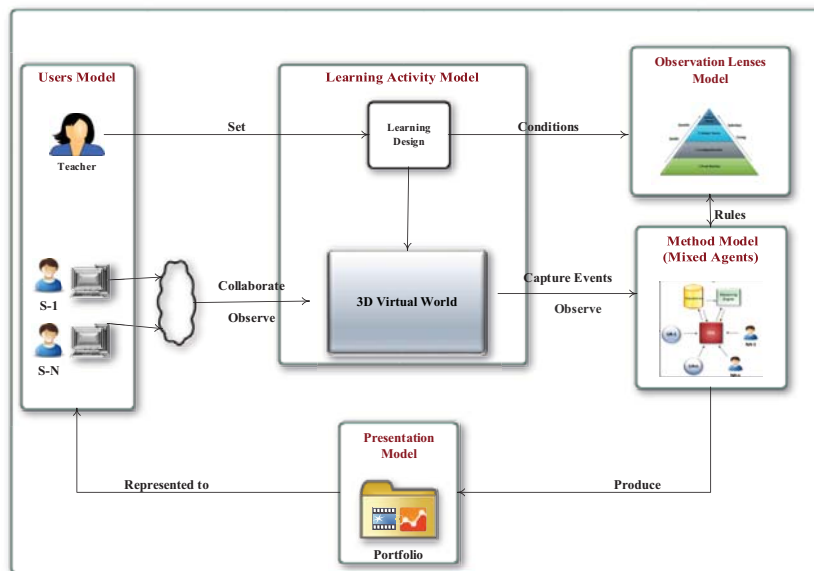 Users Model
Teacher
S-1
S-N
Set
Collaborate
Observe
Learning Activity Model
Learning
Design
3D Virtual World
Conditions
Capture Events
Observe
Observation Lenses
Model
Rules
Method Model
(Mixed Agents)
Produce
Presentation
Model
Portfolio
Represented to